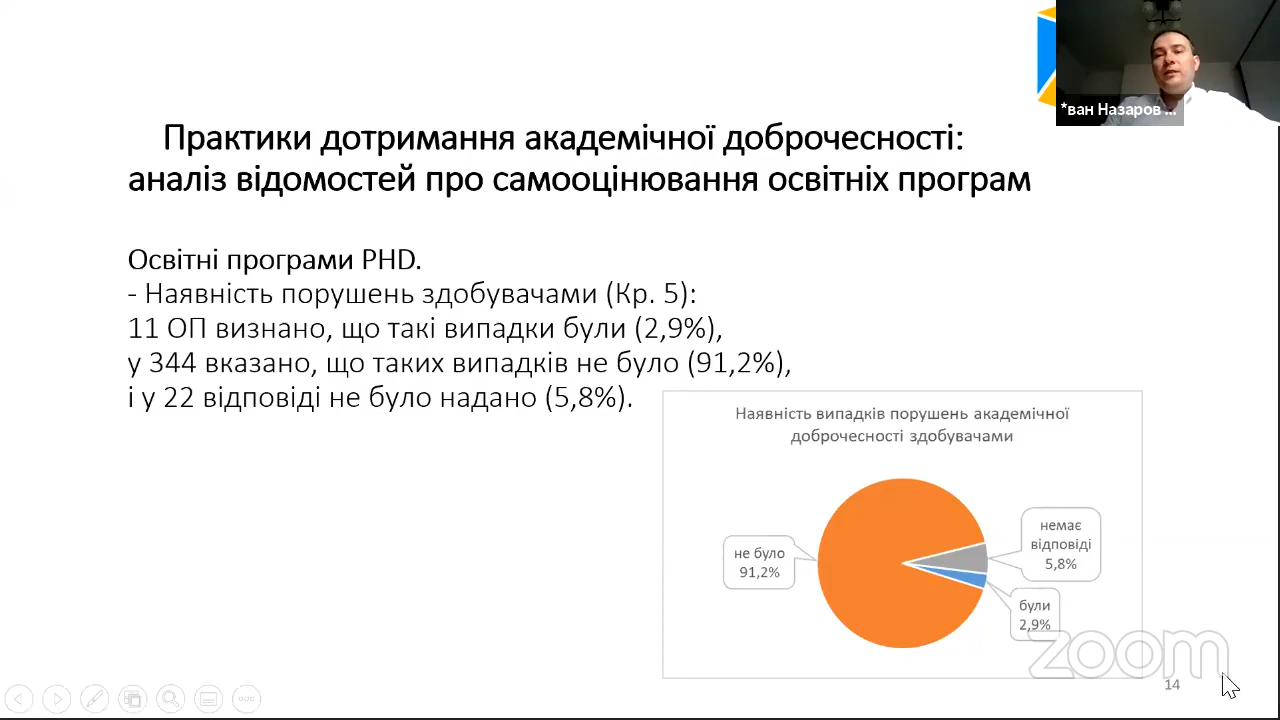 *ван Назаров ...
Практики дотримання академічної доброчесності:
аналіз відомостей про самооцінювання освітніх програм
Освітні програми PHD.
- Наявність порушень здобувачами (Кр. 5):
11 ОП визнано, що такі випадки були (2,9%),
у 344 вказано, що таких випадків не було (91,2%),
і у 22 відповіді не було надано (5,8%).
Наявність випадків порушень академічної
доброчесності здобувачами
немає
відповіді
5,8%
не було
91,2%
були
2,9%
zoom
14